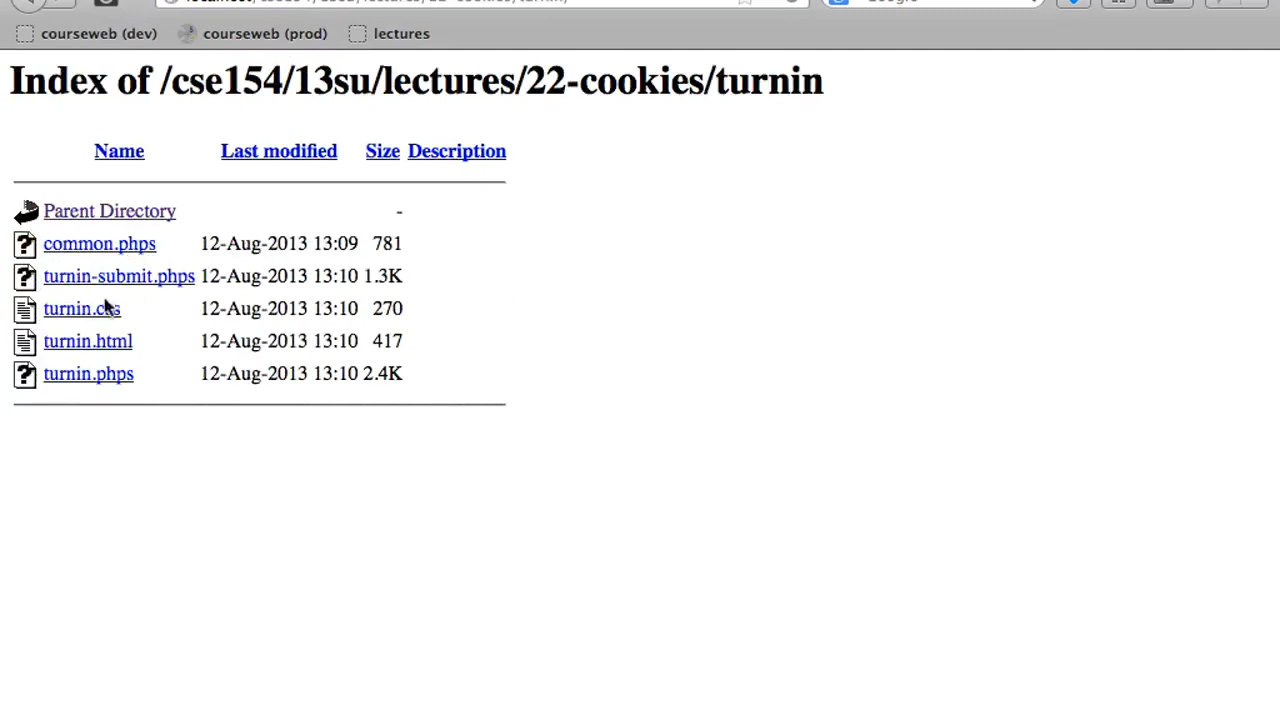 courseweb (dev) courseweb (prod) lectures
Index of /cse154/13su/lectures/22-cookies/turnin
Name Last modified Size Description
Parent Directory -
common.phps 12-Aug-2013 13:09 781
turnin-submit.phps 12-Aug-2013 13:10 1.3K
turnin.css 12-Aug-2013 13:10 270
turnin.html 12-Aug-2013 13:10 417
turnin.phps 12-Aug-2013 13:10 2.4K